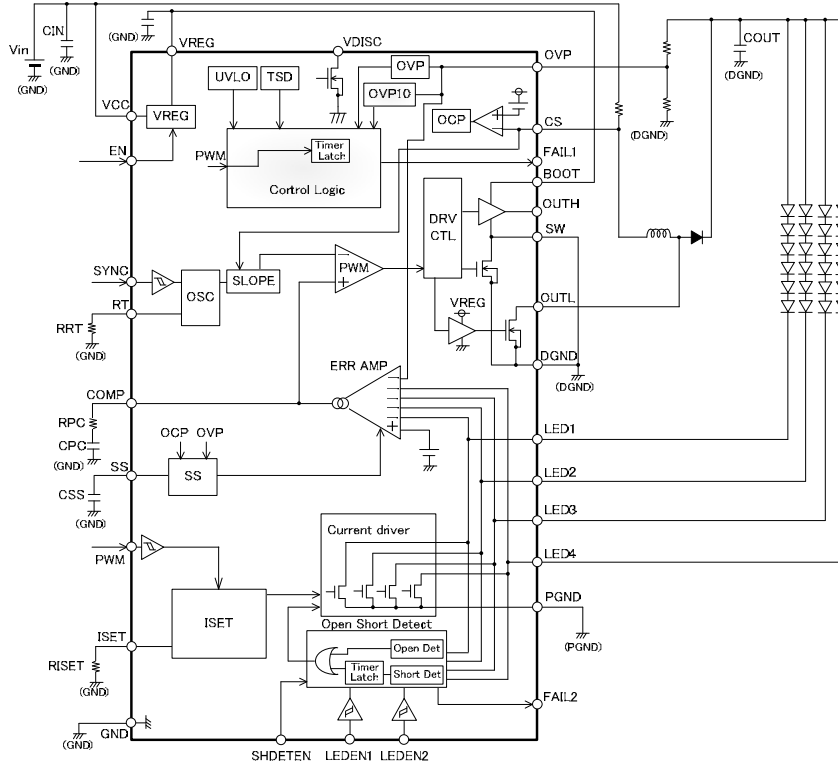 CIN
(GND)
Vin
(GND)
(GND)
VREG
VDISC
COUT
(DGND)
OVP
UVLO
TSD
OVP
OVP10
VCC
VREG
OCP
CS
(DGND)
EN
PWM
Timer
Latch
FAIL1
Cortrol Logic
BOOT
DRV
CTL
OUTH
SW
SYNC
OSC
SLOPE
PWM
RT
VREG
OUTL
RRT
(GND)
DGND
(DGND)
ERR AMP
COMP
RPC
CPC
(GND)
OCP
OVP
LED1
SS
SS
LED2
CSS
(GND)
LED3
Current driver
PWM
LED4
ISET
PGND
(PGND)
Open Short Detect
ISET
Open Det
RISET
(GND)
Timer
Latch
Short Det
FAIL2
GND
(GND)
SHDETEN
LEDEN1
LEDEN2